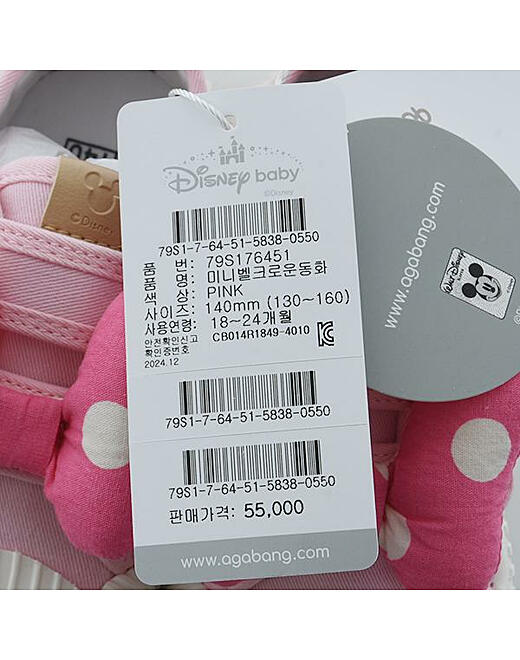 Disney baby
©Disney
79S1-7-64-51-5838-0550
품 번: 79S176451
품 명: 미니벨크로운동화
색 상: PINK
사이즈: 140mm (130~160)
사용연령: 18~24개월
안전확인신고
확인증번호 CB014R1849-4010
2024.12
79S1-7-64-51-5838-0550
79S1-7-64-51-5838-0550
판매가격: 55,000
www.agabang.com
©Disney
www.agabang.com
WALT DISNEY